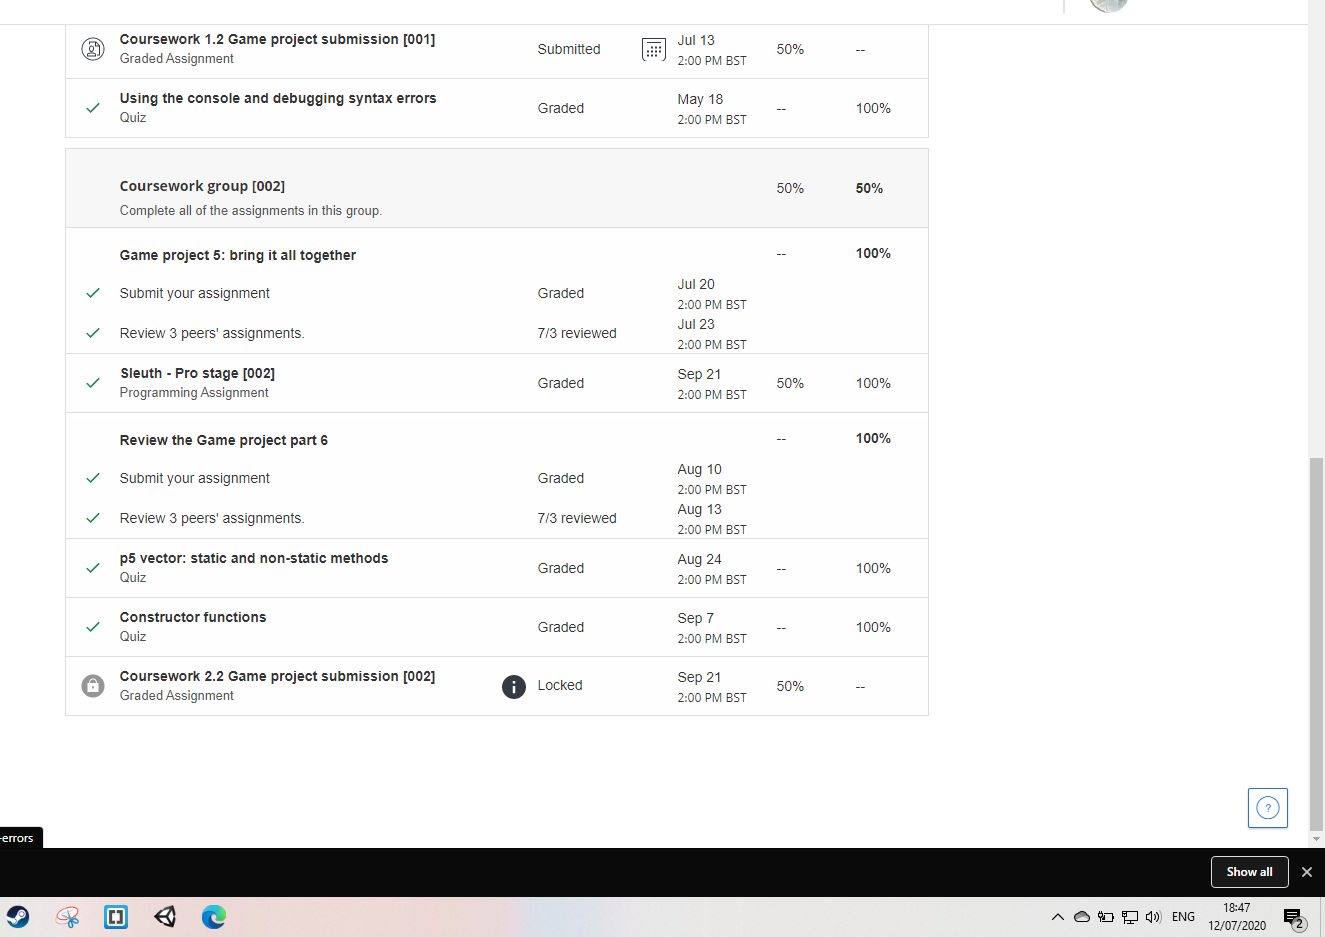 Coursework 1.2 Game project submission [001]
Graded Assignment
Submitted
Jul 13
2:00 PM BST
50%
--
Using the console and debugging syntax errors
Quiz
Graded
May 18
2:00 PM BST
--
100%
Coursework group [002]
Complete all of the assignments in this group.
50%
50%
Game project 5: bring it all together
--
100%
Submit your assignment
Graded
Jul 20
2:00 PM BST
Review 3 peers' assignments.
7/3 reviewed
Jul 23
2:00 PM BST
Sleuth - Pro stage [002]
Programming Assignment
Graded
Sep 21
2:00 PM BST
50%
100%
Review the Game project part 6
--
100%
Submit your assignment
Graded
Aug 10
2:00 PM BST
Review 3 peers' assignments.
7/3 reviewed
Aug 13
2:00 PM BST
p5 vector: static and non-static methods
Quiz
Graded
Aug 24
2:00 PM BST
--
100%
Constructor functions
Quiz
Graded
Sep 7
2:00 PM BST
--
100%
Coursework 2.2 Game project submission [002]
Graded Assignment
Locked
Sep 21
2:00 PM BST
50%
--
?
-errors
Show all
ENG
18:47
12/07/2020
2